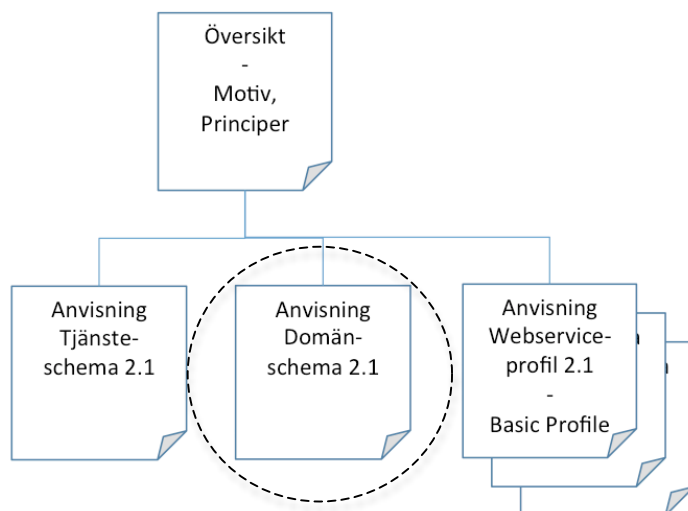 Översikt
-
Motiv,
Principer
Anvisning
Tjänste-
schema 2.1
Anvisning
Domän-
schema 2.1
Anvisning
Webservice-
profil 2.1
-
Basic Profile